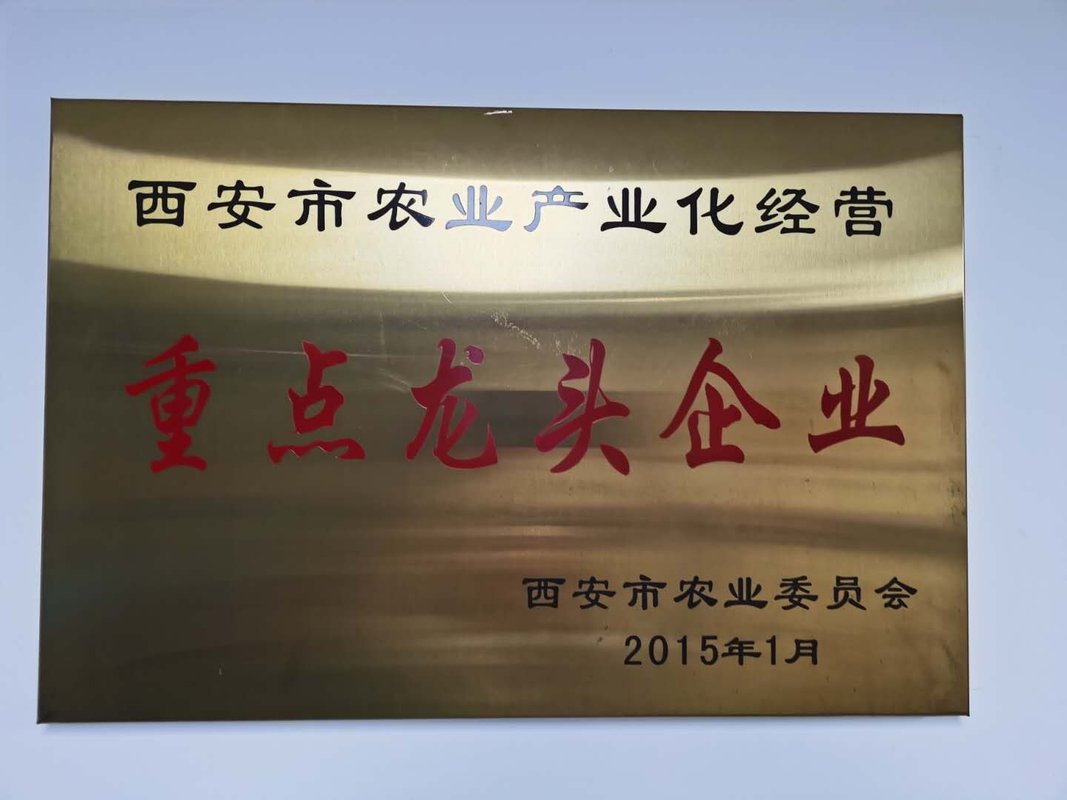 西安市农业产业化经营
重点龙头企业
西安市农业委员会
2015年1月